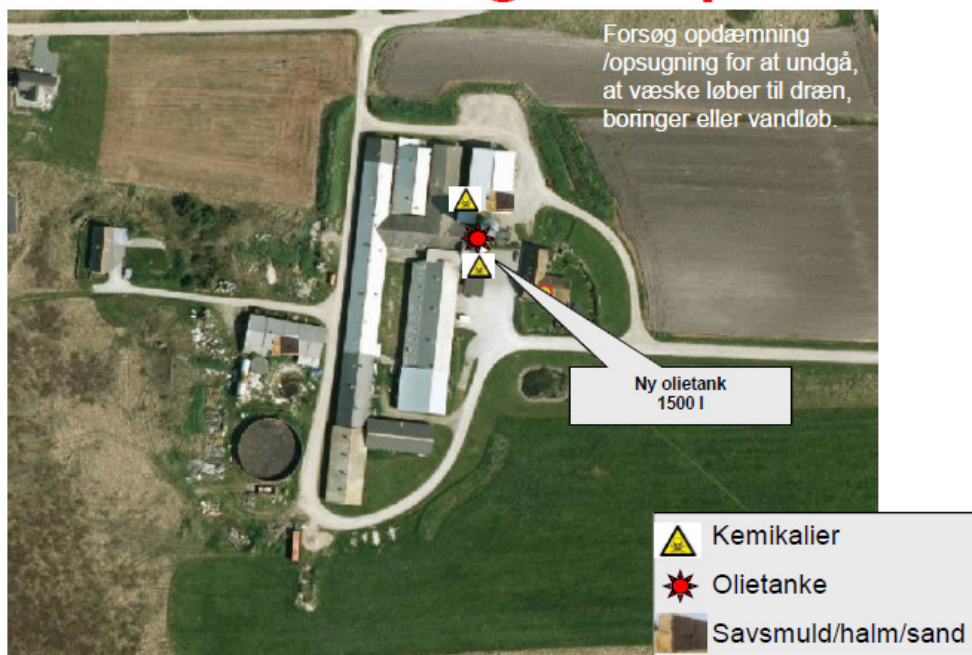 Forsøg opdæmning
/opsugning for at undgå,
at væske løber til dræn,
boringer eller vandløb.
Ny olietank
1500 l
Kemikalier
Olietanke
Savsmuld/halm/sand